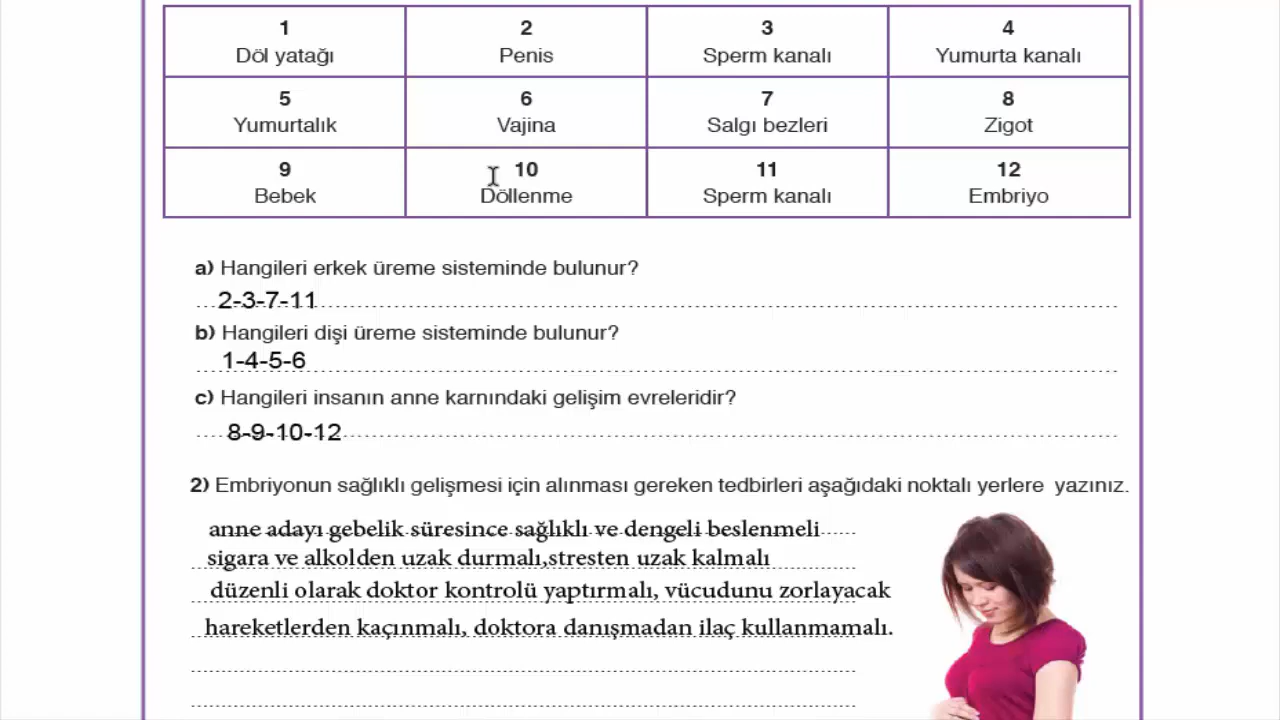 1 2 3 4
Döl yatağı Penis Sperm kanalı Yumurta kanalı
5 6 7 8
Yumurtalık Vajina Salgı bezleri Zigot
9 10 11 12
Bebek Döllenme Sperm kanalı Embriyo
a) Hangileri erkek üreme sisteminde bulunur?
2-3-7-11
b) Hangileri dişi üreme sisteminde bulunur?
1-4-5-6
c) Hangileri insanın anne karnındaki gelişim evreleridir?
8-9-10-12
2) Embriyonun sağlıklı gelişmesi için alınması gereken tedbirleri aşağıdaki noktalı yerlere yazınız.
anne adayı gebelik süresince sağlıklı ve dengeli beslenmeli
sigara ve alkolden uzak durmalı,stresten uzak kalmalı
düzenli olarak doktor kontrolü yaptırmalı, vücudunu zorlayacak
hareketlerden kaçınmalı, doktora danışmadan ilaç kullanmamalı.